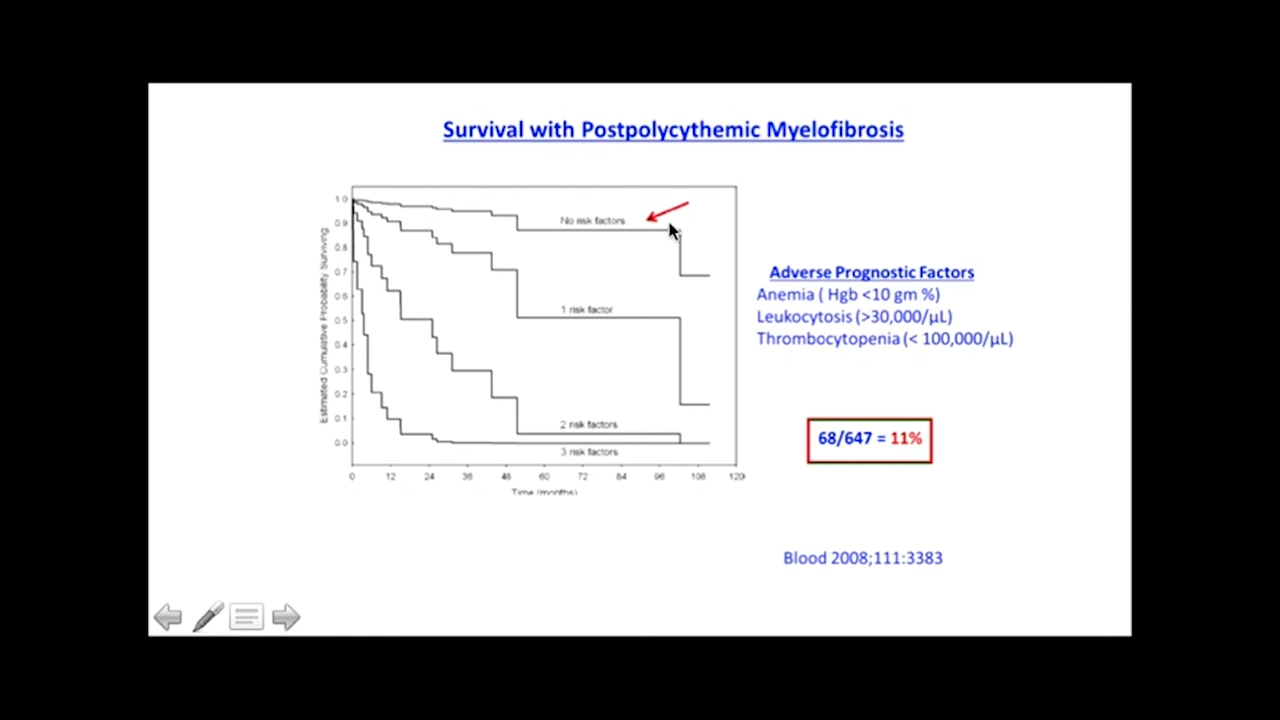 Survival with Postpolycythemic Myelofibrosis
Estimated Cumulative Probability Surviving
1.0
0.9
0.8
0.7
0.6
0.5
0.4
0.3
0.2
0.1
0.0
No risk factors
1 risk factor
2 risk factors
3 risk factors
0 12 24 36 48 60 72 84 96 108 120
Time (months)
Adverse Prognostic Factors
Anemia ( Hgb <10 gm %)
Leukocytosis (>30,000/µL)
Thrombocytopenia (< 100,000/µL)
68/647 = 11%
Blood 2008;111:3383